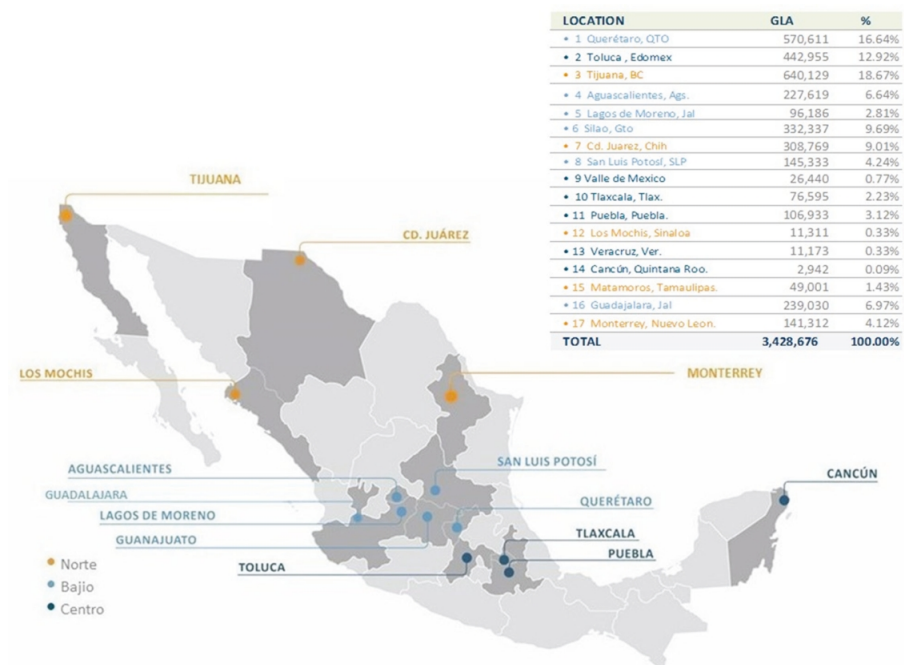 LOCATION GLA %
• 1 Querétaro, QTO 570,611 16.64%
• 2 Toluca , Edomex 442,955 12.92%
• 3 Tijuana, BC 640,129 18.67%
• 4 Aguascalientes, Ags. 227,619 6.64%
• 5 Lagos de Moreno, Jal 96,186 2.81%
• 6 Silao, Gto 332,337 9.69%
• 7 Cd. Juarez, Chih 308,769 9.01%
• 8 San Luis Potosí, SLP 145,333 4.24%
• 9 Valle de Mexico 26,440 0.77%
• 10 Tlaxcala, Tlax. 76,595 2.23%
• 11 Puebla, Puebla. 106,933 3.12%
• 12 Los Mochis, Sinaloa 11,311 0.33%
• 13 Veracruz, Ver. 11,173 0.33%
• 14 Cancún, Quintana Roo. 2,942 0.09%
• 15 Matamoros, Tamaulipas. 49,001 1.43%
• 16 Guadalajara, Jal 239,030 6.97%
• 17 Monterrey, Nuevo Leon. 141,312 4.12%
TOTAL 3,428,676 100.00%
TIJUANA
CD. JUÁREZ
LOS MOCHIS
MONTERREY
AGUASCALIENTES
SAN LUIS POTOSÍ
CANCÚN
GUADALAJARA
QUERÉTARO
LAGOS DE MORENO
TLAXCALA
GUANAJUATO
PUEBLA
TOLUCA
Norte
Bajio
Centro